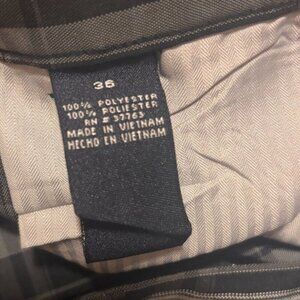 36
100% POLYESTER
100% POLIESTER
RN # 37763
MADE IN VIETNAM
HECHO EN VIETNAM